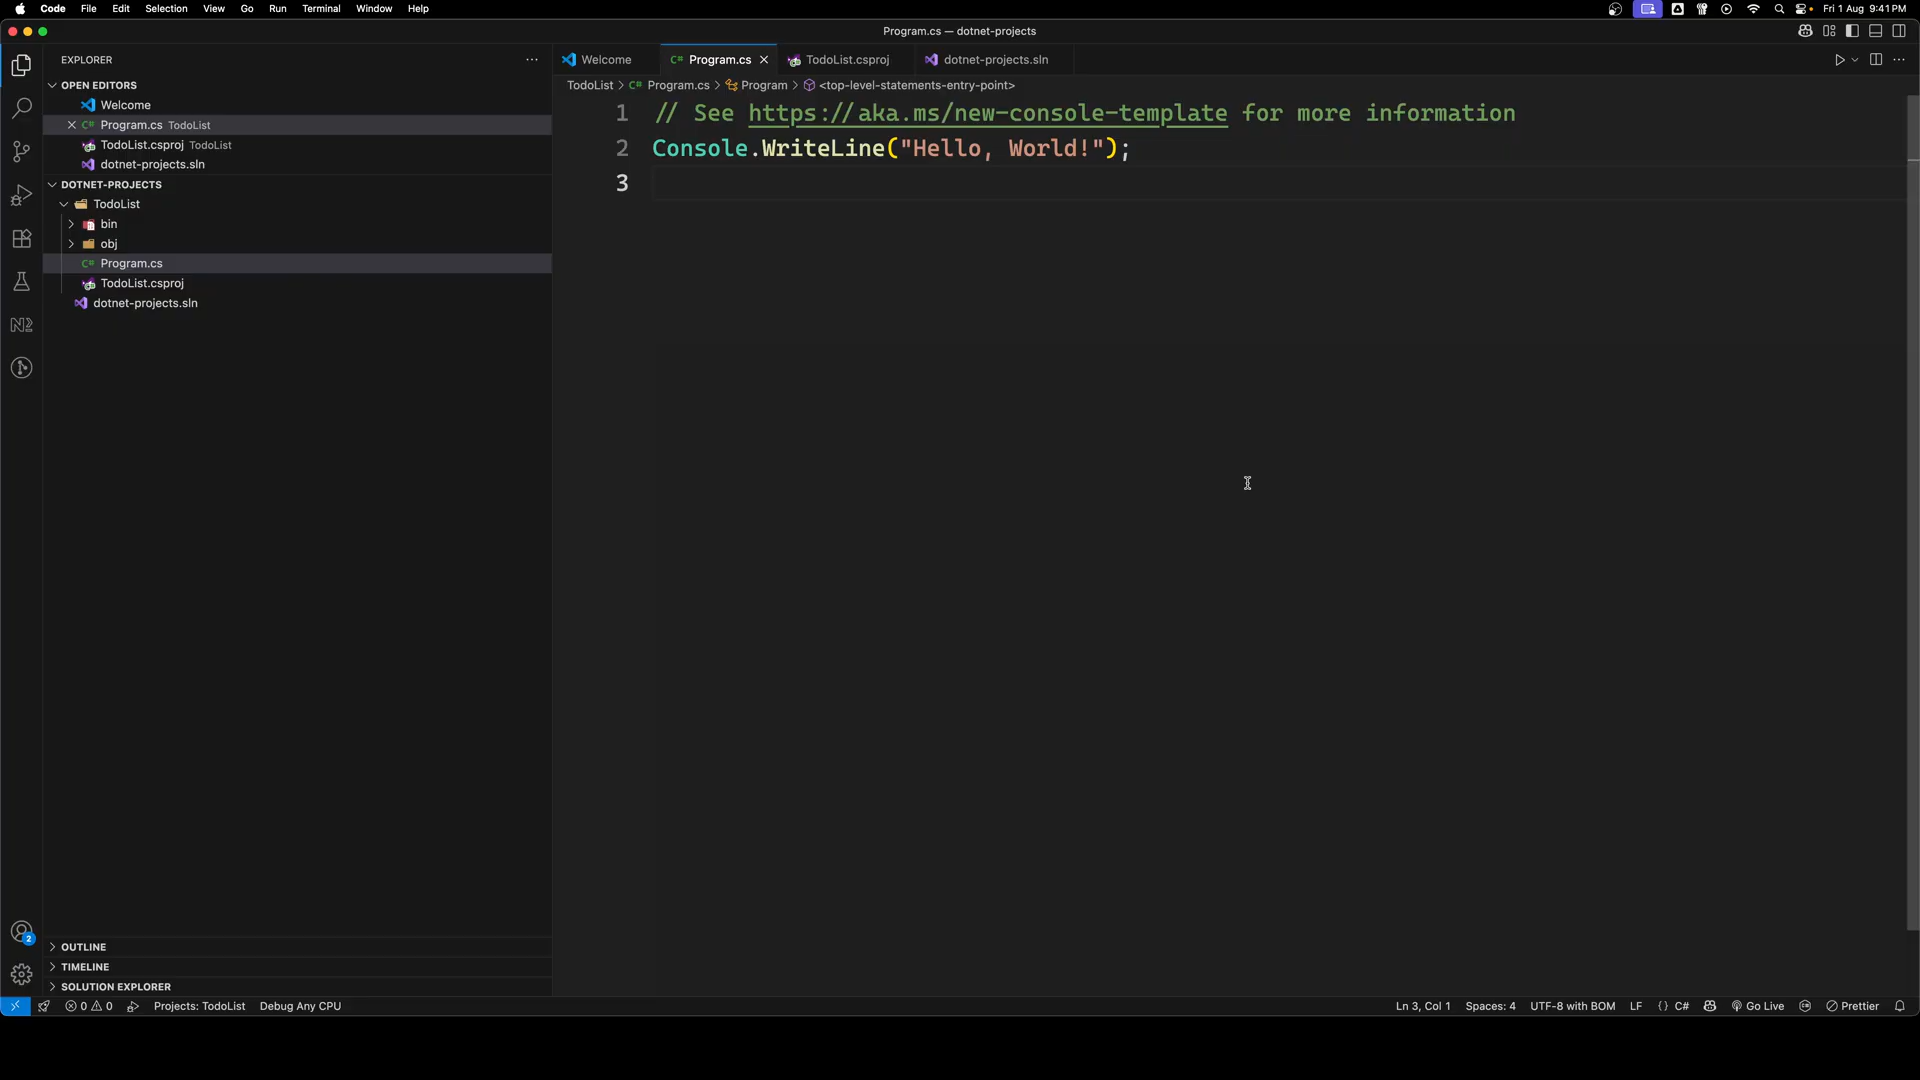 Code File Edit Selection View Go Run Terminal Window Help Fri 1 Aug 9:41 PM
Program.cs — dotnet-projects
EXPLORER
OPEN EDITORS
Welcome
Program.cs TodoList
TodoList.csproj TodoList
dotnet-projects.sln
DOTNET-PROJECTS
TodoList
bin
obj
Program.cs
TodoList.csproj
dotnet-projects.sln
OUTLINE
TIMELINE
SOLUTION EXPLORER
Welcome Program.cs TodoList.csproj dotnet-projects.sln
TodoList > Program.cs > Program > <top-level-statements-entry-point>
1 // See https://aka.ms/new-console-template for more information
2 Console.WriteLine("Hello, World!");
3
2
0 0 Projects: TodoList Debug Any CPU Ln 3, Col 1 Spaces: 4 UTF-8 with BOM LF {} C# Go Live Prettier